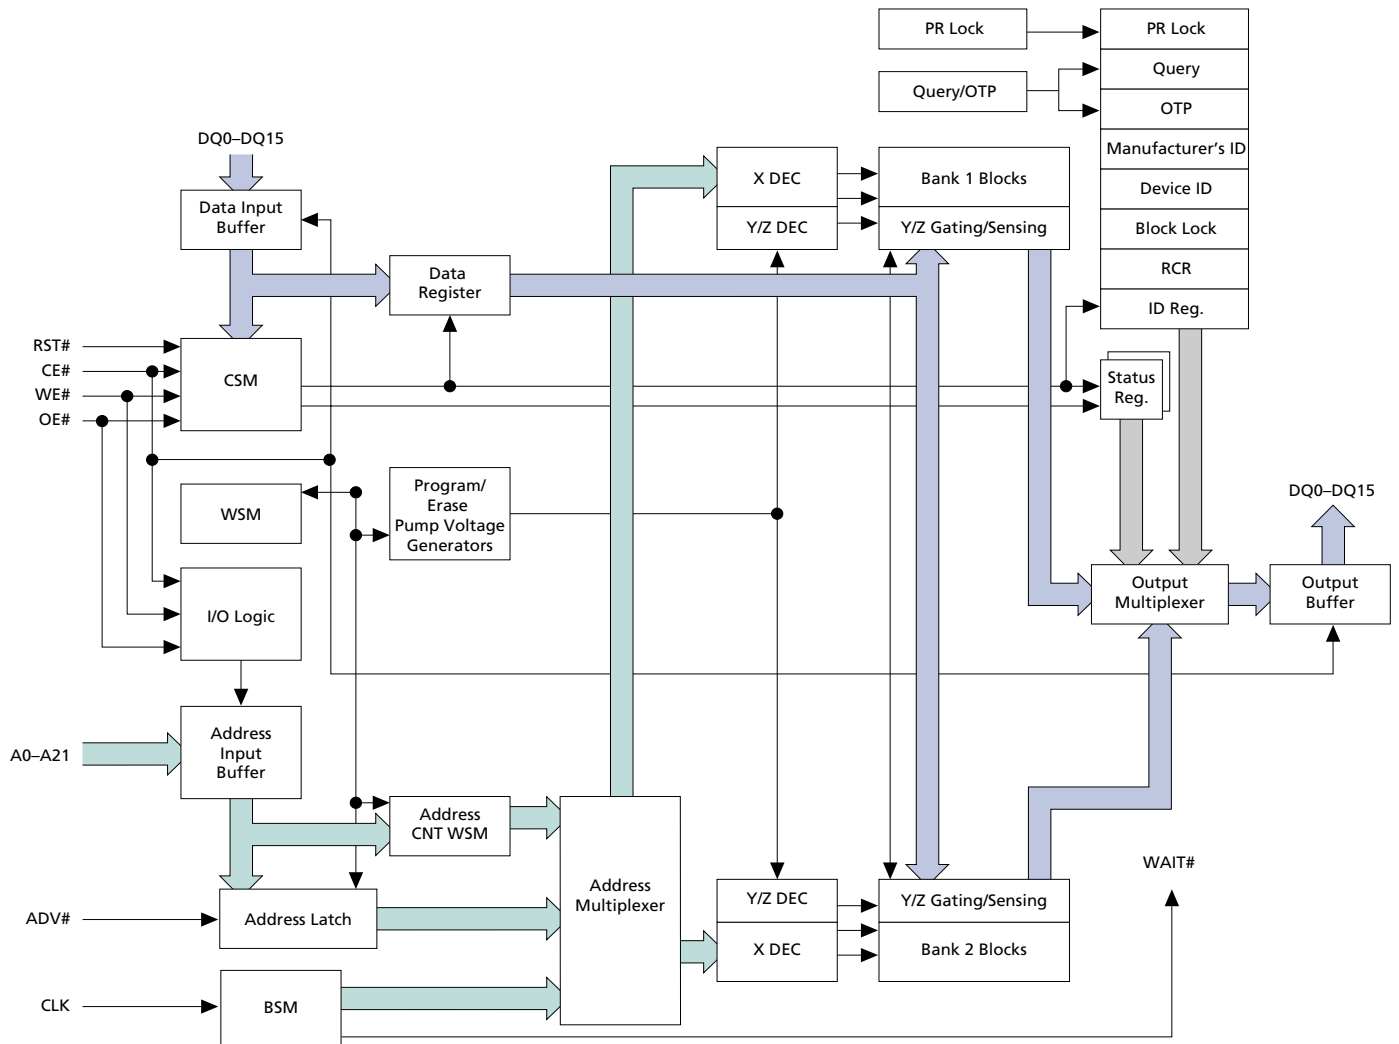 PR Lock
PR Lock
Query/OTP
Query
OTP
Manufacturer's ID
Device ID
Block Lock
RCR
ID Reg.
DQ0–DQ15
Data Input
Buffer
Data
Register
X DEC
Y/Z DEC
Bank 1 Blocks
Y/Z Gating/Sensing
RST#
CE#
WE#
OE#
CSM
Status
Reg.
WSM
Program/
Erase
Pump Voltage
Generators
DQ0–DQ15
I/O Logic
Output
Multiplexer
Output
Buffer
A0–A21
Address
Input
Buffer
Address
CNT WSM
Address
Multiplexer
WAIT#
ADV#
Address Latch
Y/Z DEC
X DEC
Y/Z Gating/Sensing
Bank 2 Blocks
CLK
BSM